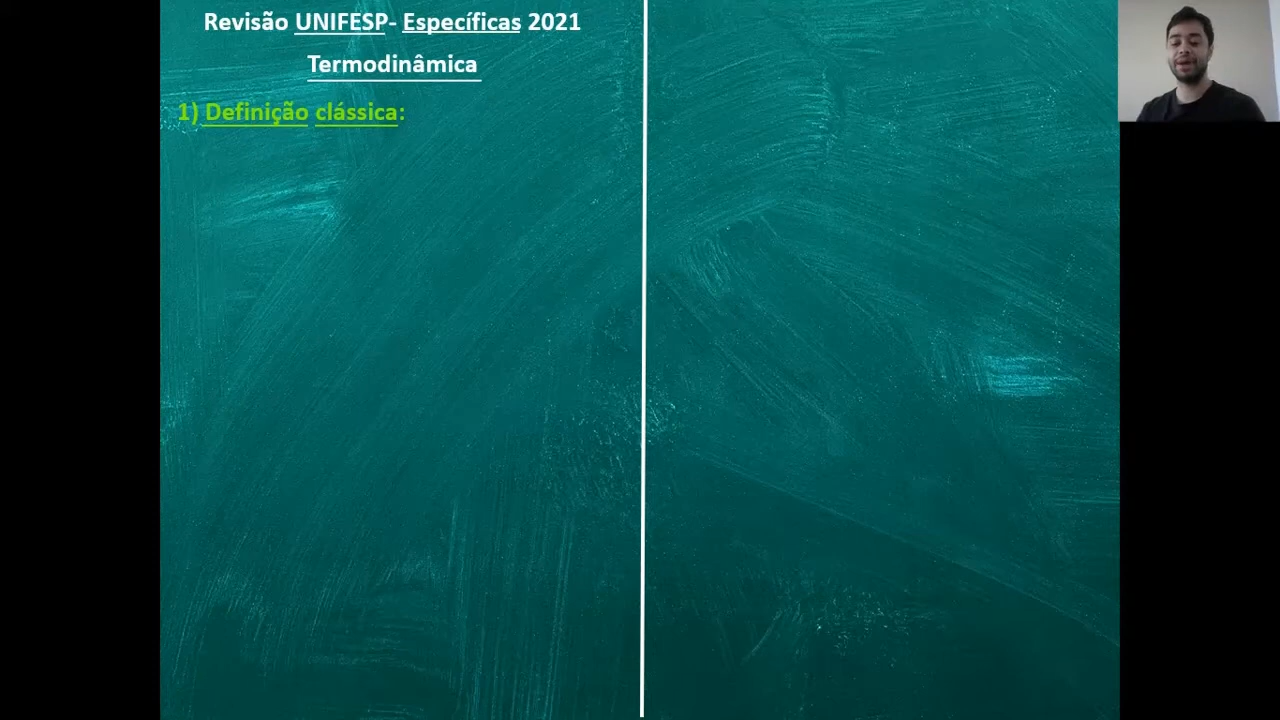 Revisão UNIFESP- Específicas 2021
Termodinâmica
1) Definição clássica: